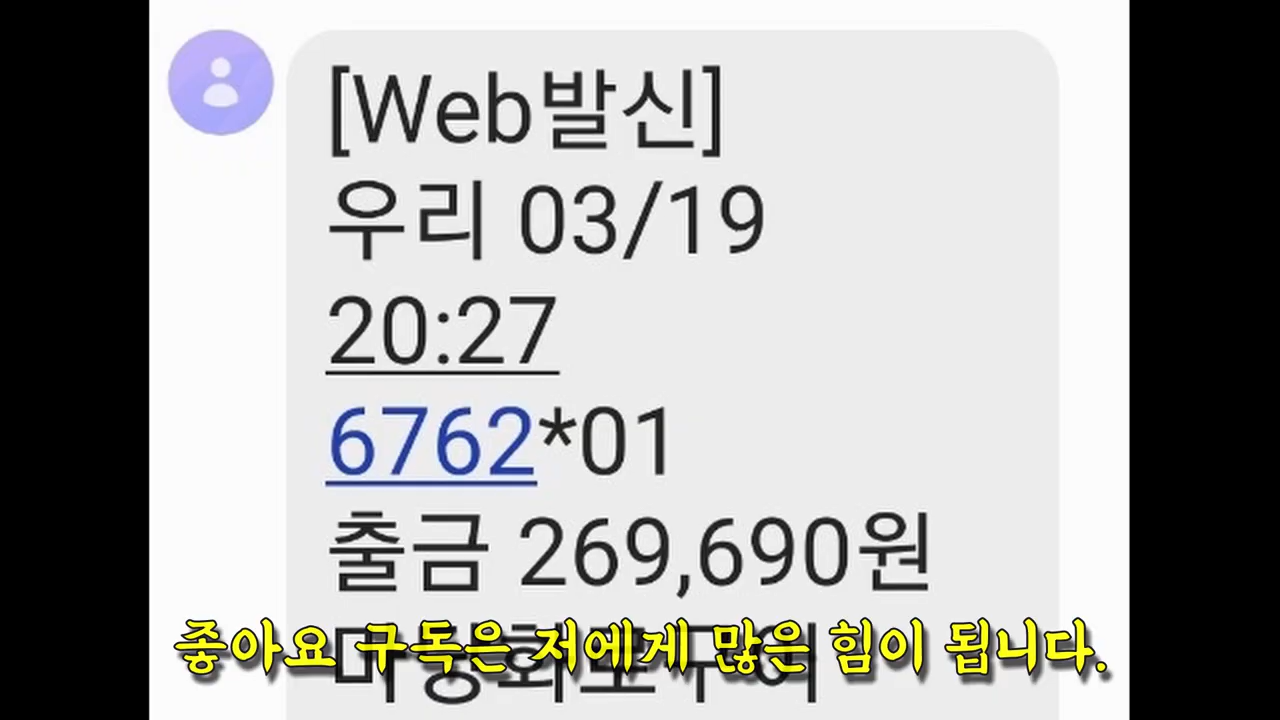 [Web발신]
우리 03/19
20:27
6762*01
출금 269,690원
좋아요 구독은 저에게 많은 힘이 됩니다.